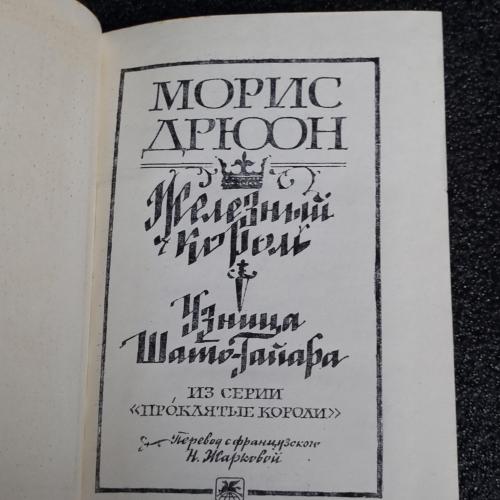 МОРИС
ДРЮОН
Железный
король
Узница
Шато-Гайара
ИЗ СЕРИИ
«ПРОКЛЯТЫЕ КОРОЛИ»
Перевод с французского
Н. Жарковой